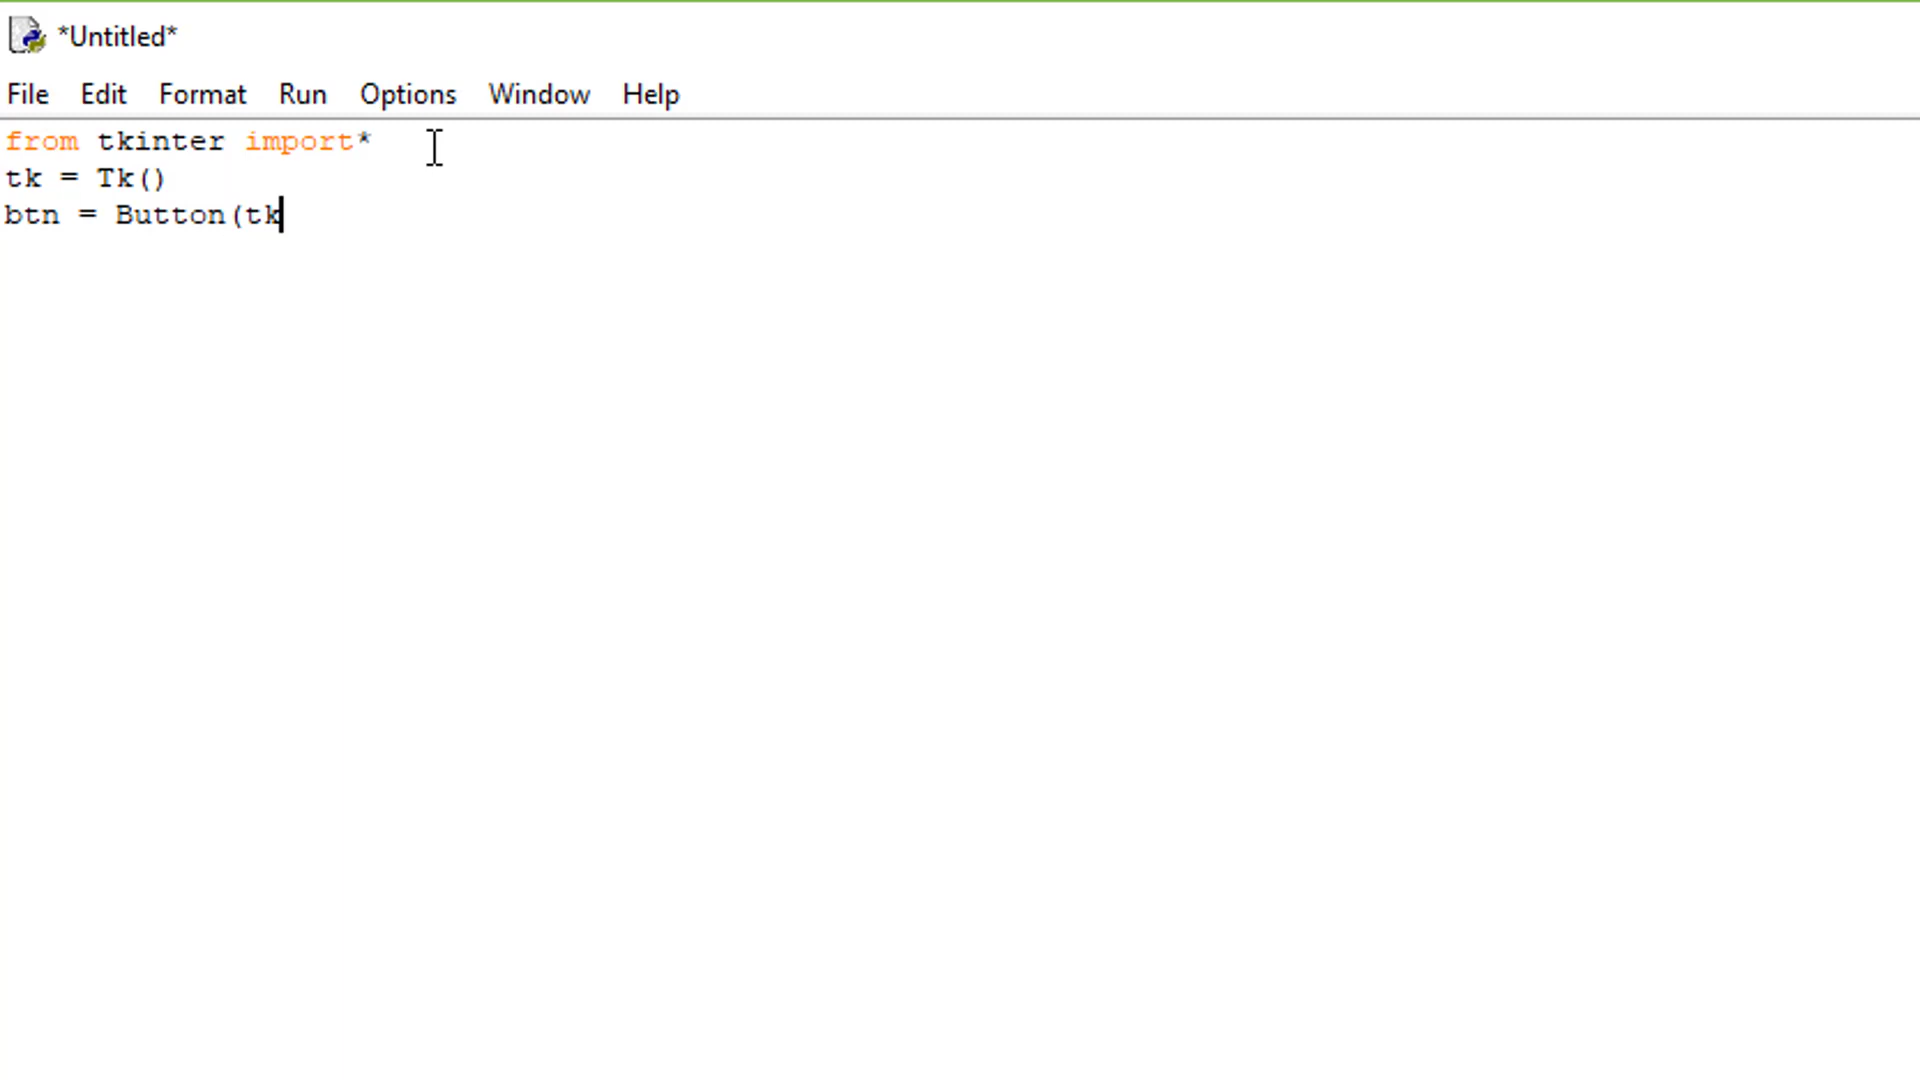 *Untitled*
File Edit Format Run Options Window Help
from tkinter import*
tk = Tk()
btn = Button(tk